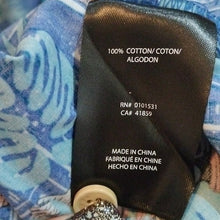 100% COTTON/ COTON/
ALGODON
RN# 0101531
CA# 41859
MADE IN CHINA
FABRIQUÉ EN CHINE
HECHO EN CHINA